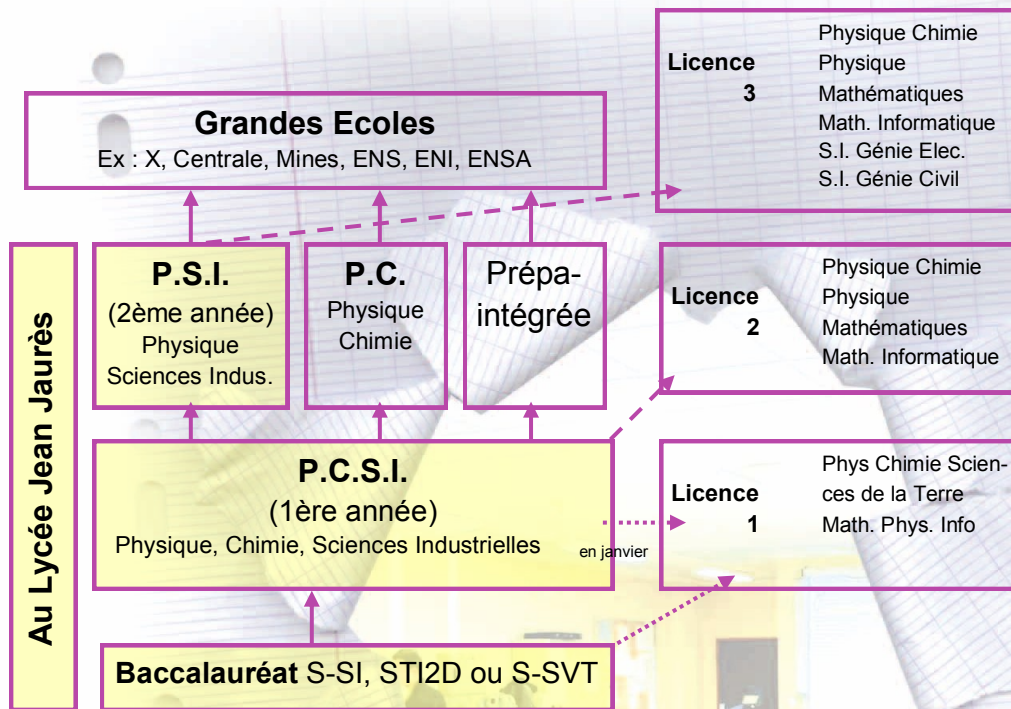 Grandes Ecoles
Ex : X, Centrale, Mines, ENS, ENI, ENSA
Licence
3
Physique Chimie
Physique
Mathématiques
Math. Informatique
S.I. Génie Elec.
S.I. Génie Civil
Au Lycée Jean Jaurès
P.S.I.
(2ème année)
Physique
Sciences Indus.
P.C.
Physique
Chimie
Prépa-
intégrée
Licence
2
Physique Chimie
Physique
Mathématiques
Math. Informatique
P.C.S.I.
(1ère année)
Physique, Chimie, Sciences Industrielles
en janvier
Licence
1
Phys Chimie Scien-
ces de la Terre
Math. Phys. Info
Baccalauréat S-SI, STI2D ou S-SVT